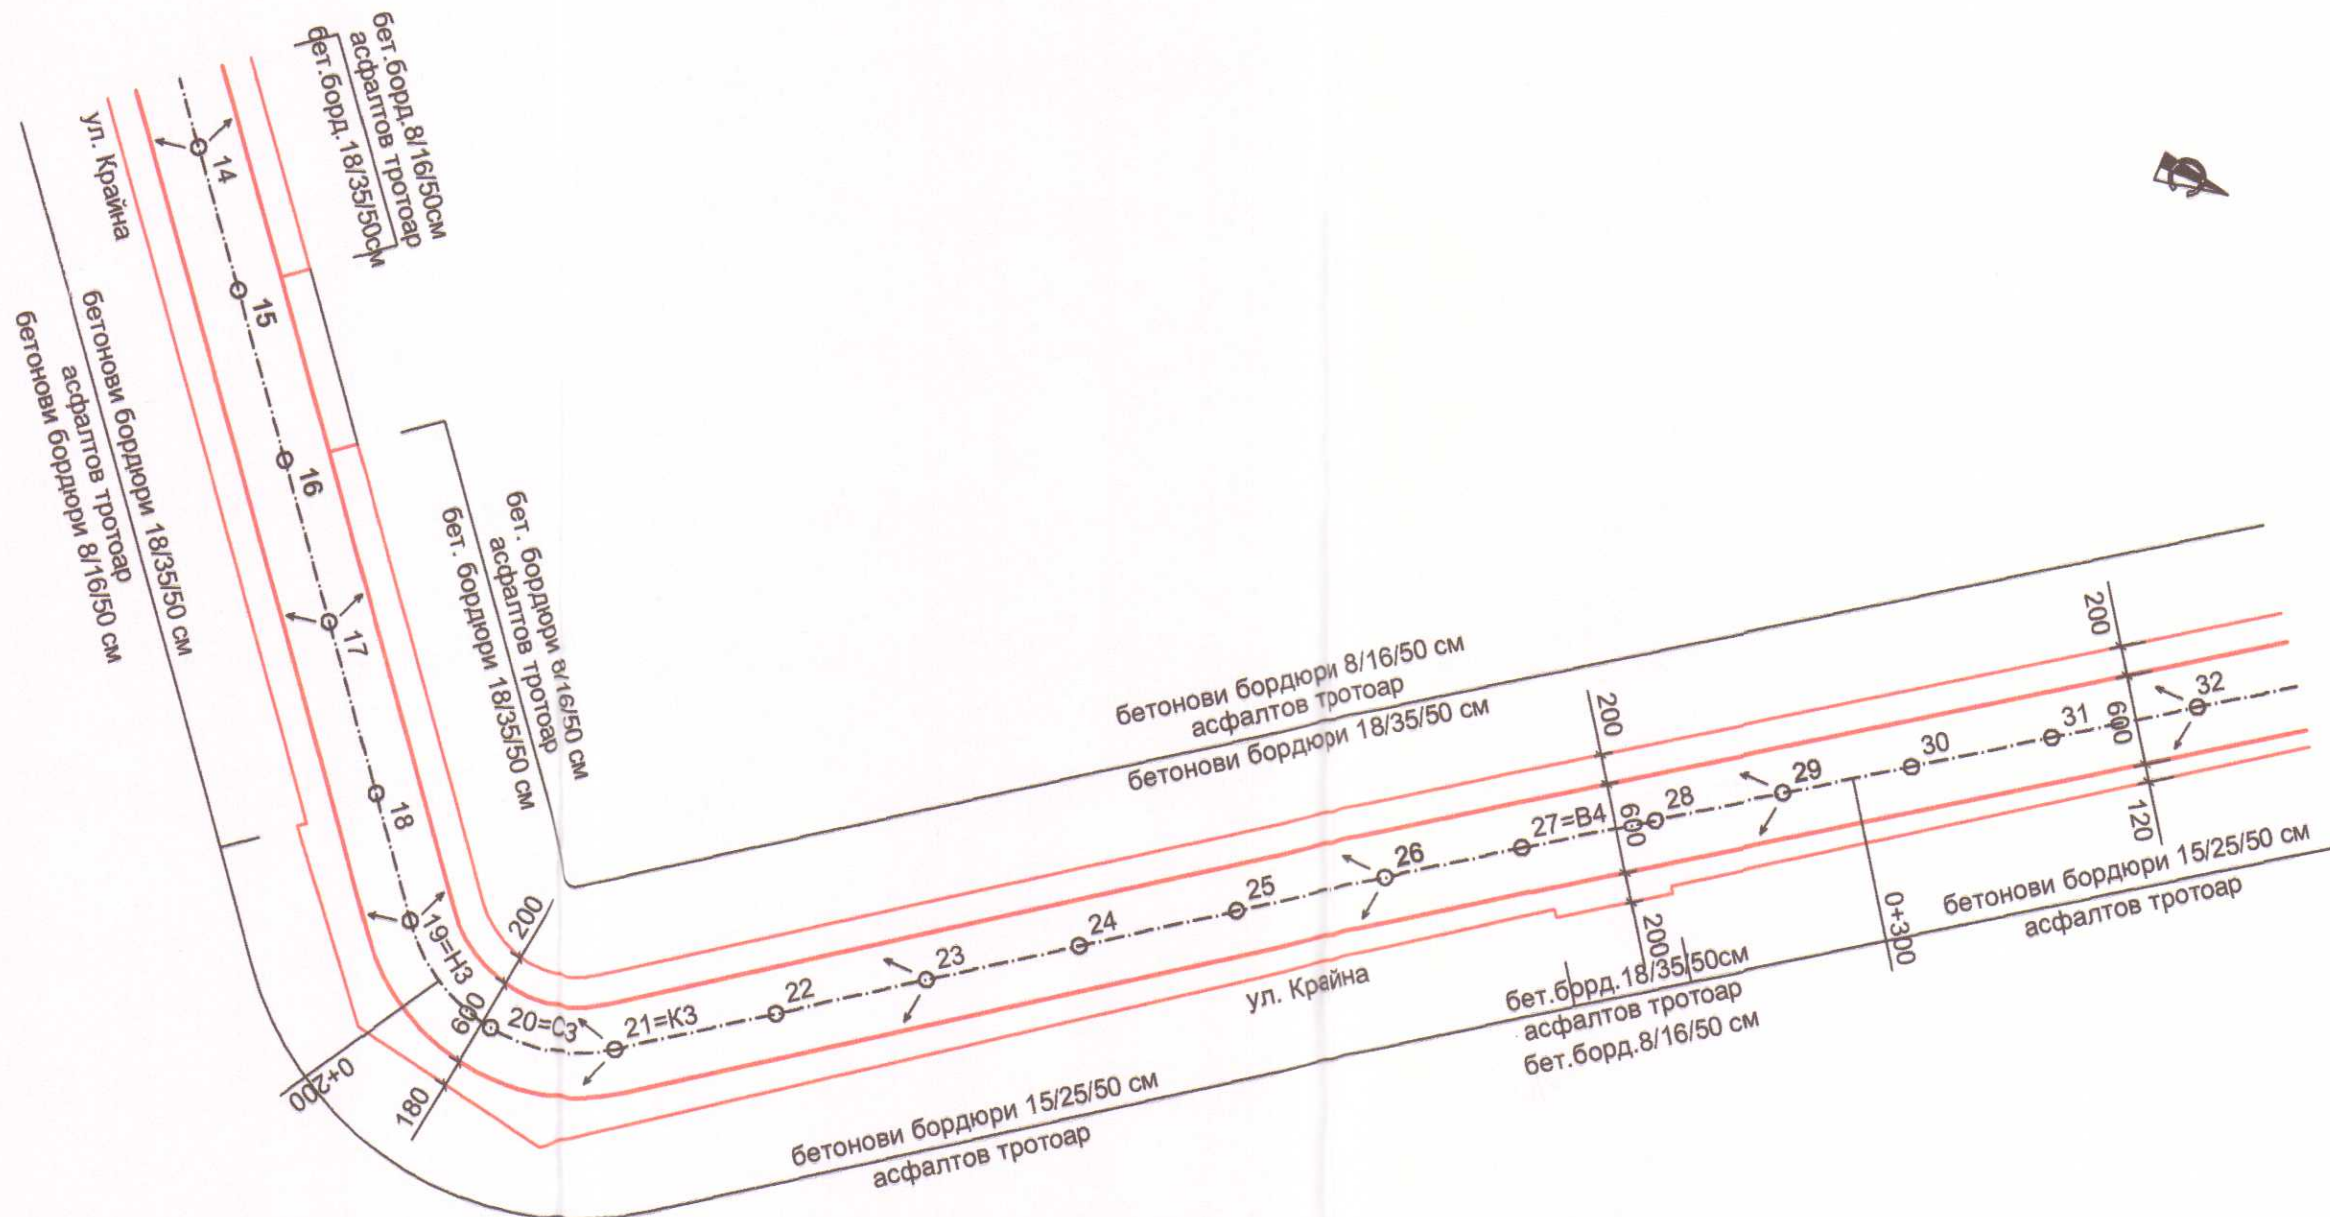 бет.борд.8/16/50см
асфалтов тротоар
бет.борд.18/35/50см
ул. Крайна
14
15
16
17
18
19=Н3
бетонови бордюри 18/35/50 см
асфалтов тротоар
бетонови бордюри 8/16/50 см
бет. бордюри 8/16/50 см
асфалтов тротоар
бет. бордюри 18/35/50 см
200
600
180
0+200
20=С3
21=К3
22
23
24
25
26
27=В4
28
29
30
31
32
бетонови бордюри 8/16/50 см
асфалтов тротоар
бетонови бордюри 18/35/50 см
200
600
200
200
600
120
0+300
ул. Крайна
бетонови бордюри 15/25/50 см
асфалтов тротоар
бет.борд.18/35/50см
асфалтов тротоар
бет.борд.8/16/50 см
бетонови бордюри 15/25/50 см
асфалтов тротоар